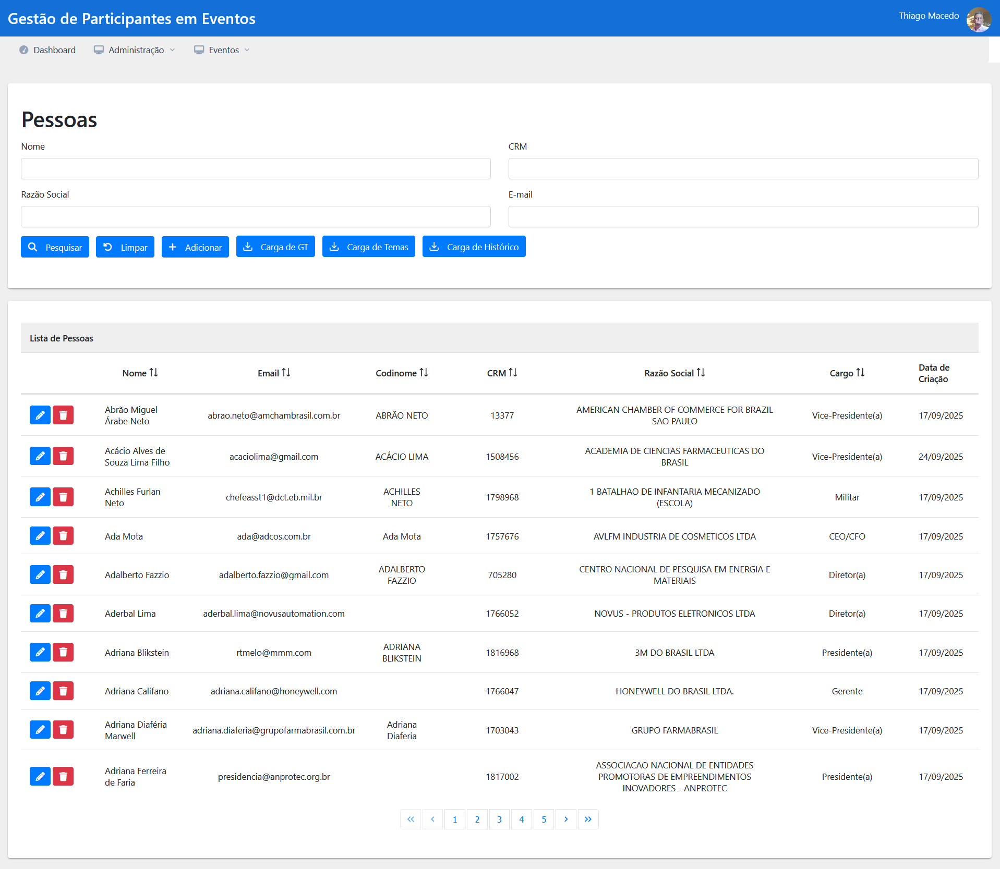 Gestão de Participantes em Eventos
Thiago Macedo
Dashboard
Administração
Eventos
Pessoas
Nome
CRM
Razão Social
E-mail
Pesquisar
Limpar
Adicionar
Carga de GT
Carga de Temas
Carga de Histórico
Lista de Pessoas
Nome Email Codinome CRM Razão Social Cargo Data de
Criação
Abrão Miguel
Árabe Neto
abrao.neto@amchambrasil.com.br
ABRÃO NETO
13377
AMERICAN CHAMBER OF COMMERCE FOR BRAZIL
SAO PAULO
Vice-Presidente(a)
17/09/2025
Acácio Alves de
Souza Lima Filho
acaciolima@gmail.com
ACÁCIO LIMA
1508456
ACADEMIA DE CIENCIAS FARMACEUTICAS DO
BRASIL
Vice-Presidente(a)
24/09/2025
Achilles Furlan
Neto
chefeasst1@dct.eb.mil.br
ACHILLES
NETO
1798968
1 BATALHAO DE INFANTARIA MECANIZADO
(ESCOLA)
Militar
17/09/2025
Ada Mota
ada@adcos.com.br
Ada Mota
1757676
AVLFM INDUSTRIA DE COSMETICOS LTDA
CEO/CFO
17/09/2025
Adalberto Fazzio
adalberto.fazzio@gmail.com
ADALBERTO
FAZZIO
705280
CENTRO NACIONAL DE PESQUISA EM ENERGIA E
MATERIAIS
Diretor(a)
17/09/2025
Aderbal Lima
aderbal.lima@novusautomation.com
1766052
NOVUS - PRODUTOS ELETRONICOS LTDA
Diretor(a)
17/09/2025
Adriana Blikstein
rtmelo@mmm.com
ADRIANA
BLIKSTEIN
1816968
3M DO BRASIL LTDA
Presidente(a)
17/09/2025
Adriana Califano
adriana.califano@honeywell.com
1766047
HONEYWELL DO BRASIL LTDA.
Gerente
17/09/2025
Adriana Diaféria
Marwell
adriana.diaferia@grupofarmabrasil.com.br
Adriana
Diaferia
1703043
GRUPO FARMABRASIL
Vice-Presidente(a)
17/09/2025
Adriana Ferreira
de Faria
presidencia@anprotec.org.br
1817002
ASSOCIACAO NACIONAL DE ENTIDADES
PROMOTORAS DE EMPREENDIMENTOS
INOVADORES - ANPROTEC
Presidente(a)
17/09/2025
1 2 3 4 5